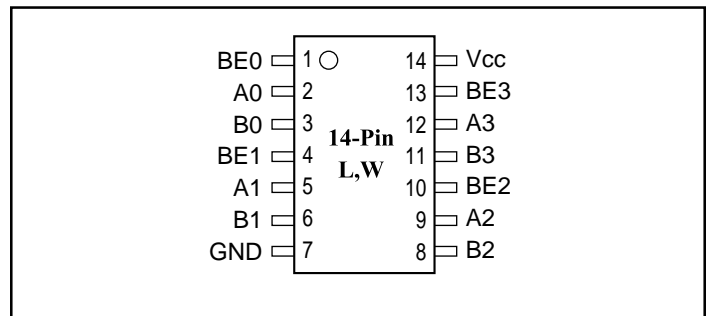 BE0 1 14 Vcc
A0 2 13 BE3
B0 3 12 A3
14-Pin
BE1 4 11 B3
L,W
A1 5 10 BE2
B1 6 9 A2
GND 7 8 B2